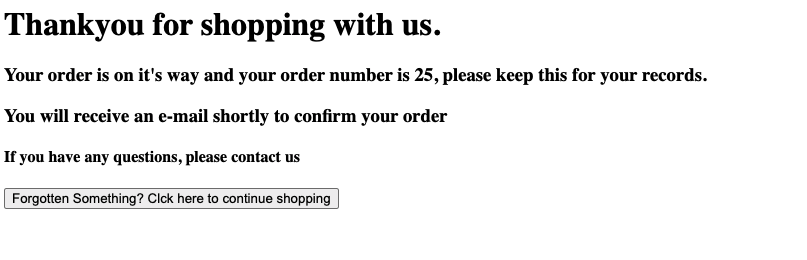 Thankyou for shopping with us.
Your order is on it's way and your order number is 25, please keep this for your records.
You will receive an e-mail shortly to confirm your order
If you have any questions, please contact us
Forgotten Something? Clck here to continue shopping